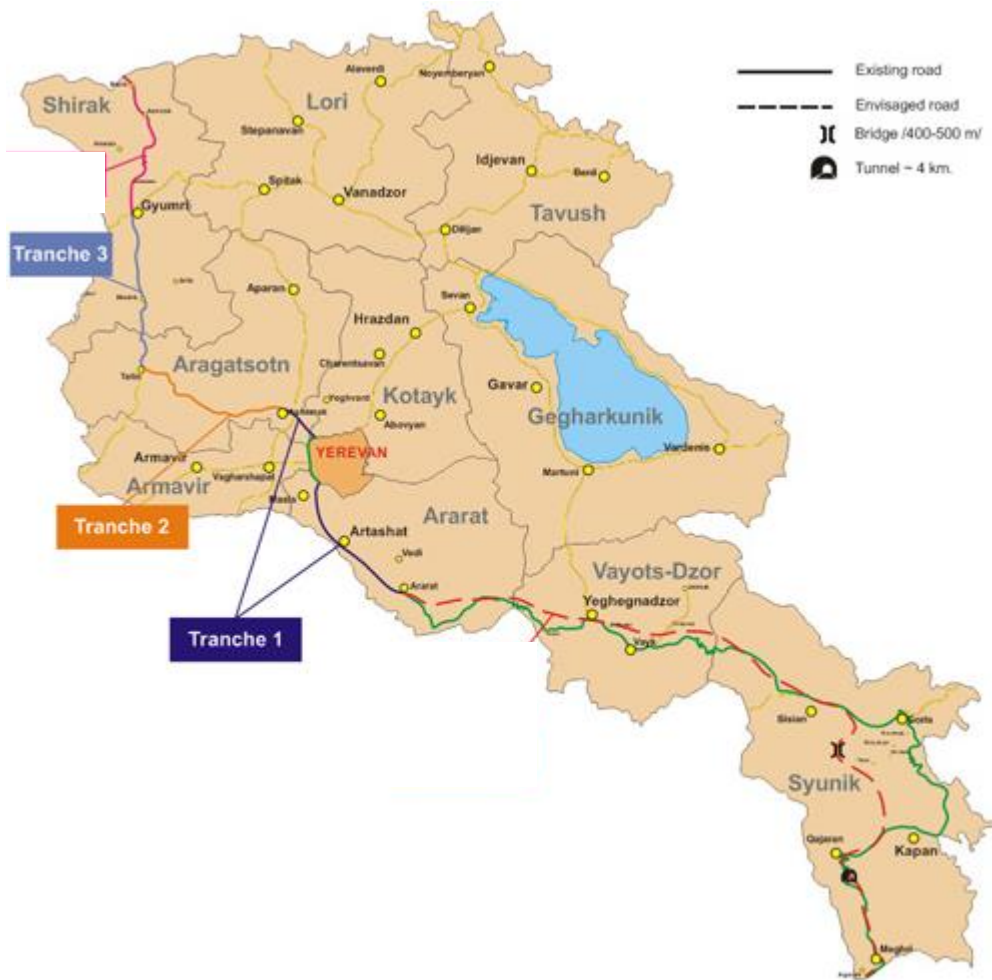 Existing road
Envisaged road
Bridge /400-500 m/
Tunnel ~ 4 km.
Alaverdi
Noyemberyan
Shirak
Lori
Stepanavan
Idjevan
Berd
Spitak
Vanadzor
Gyumri
Tavush
Dilijan
Tranche 3
Aparan
Sevan
Hrazdan
Aragatsotn
Charentsavan
Talin
Kotayk
Gavar
Yeghvard
Gegharkunik
Abovyan
YEREVAN
Vardenis
Armavir
Vagharshapat
Martuni
Armavir
Masis
Ararat
Tranche 2
Artashat
Vedi
Vayots-Dzor
Ararat
Yeghegnadzor
Tranche 1
Vayk
Sisian
Goris
Syunik
Qajaran
Kapan
Meghri